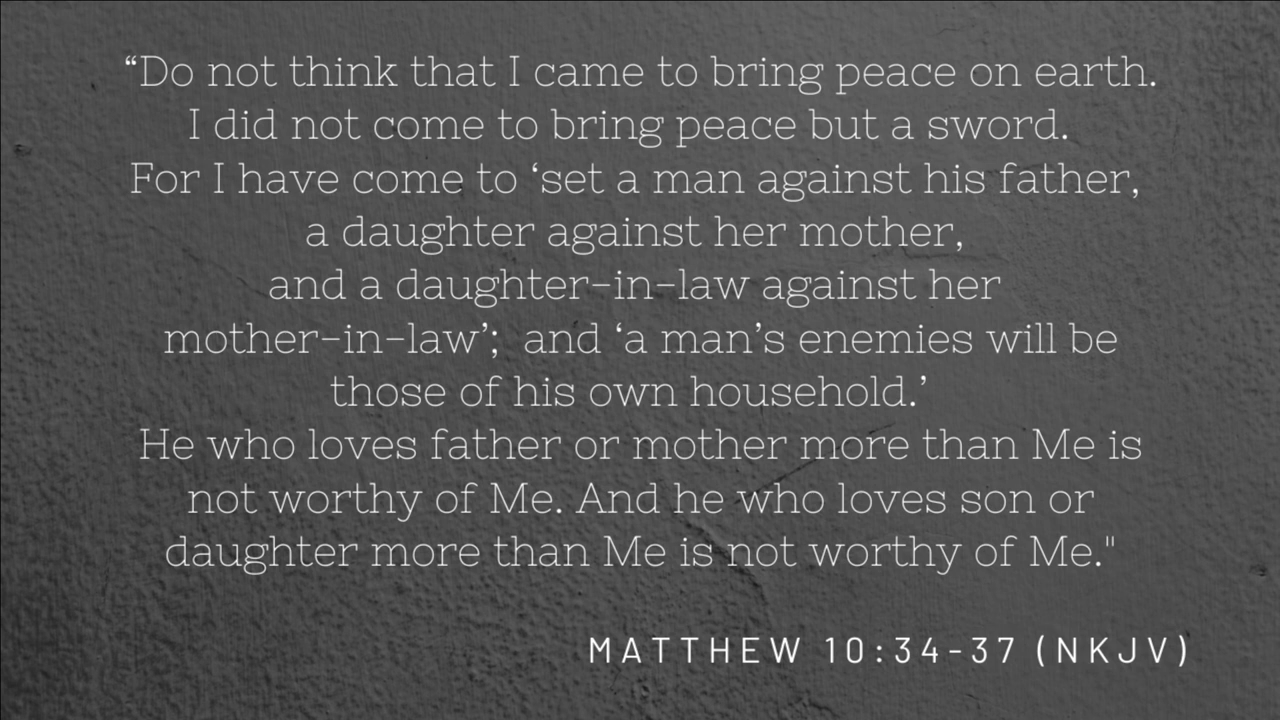 “Do not think that I came to bring peace on earth.
I did not come to bring peace but a sword.
For I have come to ‘set a man against his father,
a daughter against her mother,
and a daughter-in-law against her
mother-in-law’; and ‘a man’s enemies will be
those of his own household.’
He who loves father or mother more than Me is
not worthy of Me. And he who loves son or
daughter more than Me is not worthy of Me."
MATTHEW 10:34-37 (NKJV)